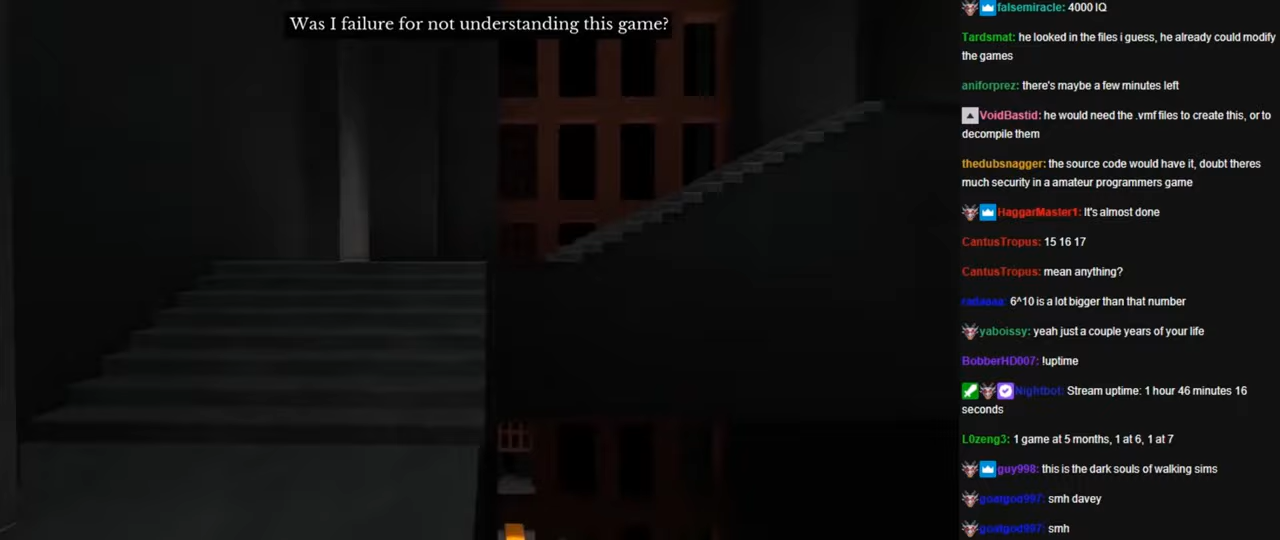 Was I failure for not understanding this game?
falsemiracle: 4000 IQ
Tardsmat: he looked in the files i guess, he already could modify
the games
aniforprez: there's maybe a few minutes left
VoidBastid: he would need the .vmf files to create this, or to
decompile them
thedubsnagger: the source code would have it, doubt theres
much security in a amateur programmers game
HaggarMaster1: It's almost done
CantusTropus: 15 16 17
CantusTropus: mean anything?
6^10 is a lot bigger than that number
yaboissy: yeah just a couple years of your life
BobberHD007: !uptime
Nightbot: Stream uptime: 1 hour 46 minutes 16
seconds
L0zeng3: 1 game at 5 months, 1 at 6, 1 at 7
guy998: this is the dark souls of walking sims
goatgod997: smh davey
goatgod997: smh